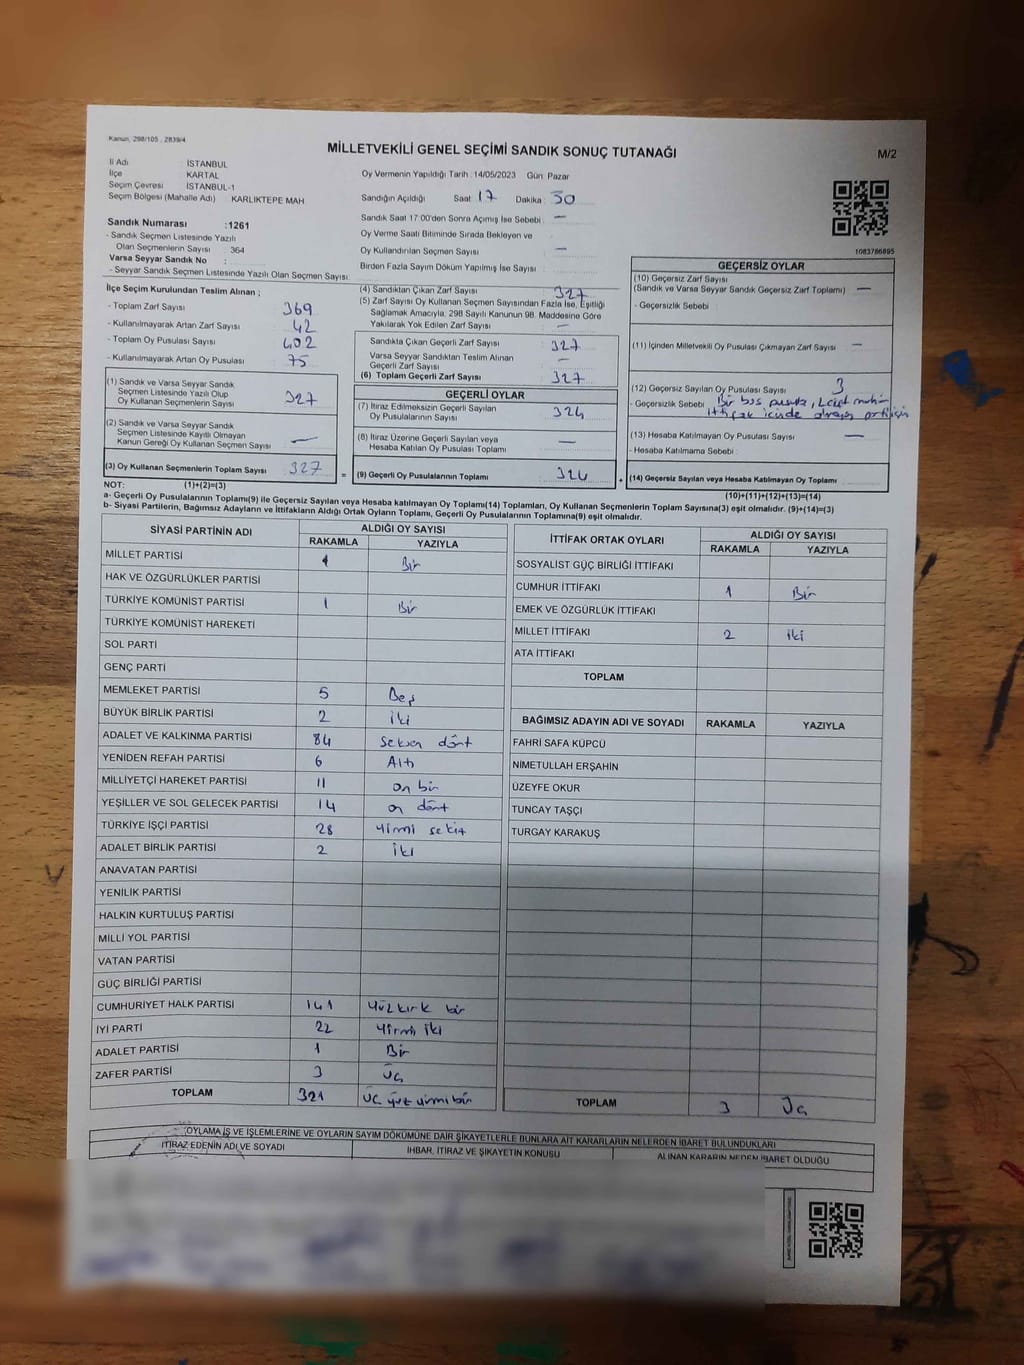 Kanun, 298/105 , 2839/4
MİLLETVEKİLİ GENEL SEÇİMİ SANDIK SONUÇ TUTANAĞI
M/2
İl Adı : İSTANBUL
İlçe : KARTAL
Seçim Çevresi : İSTANBUL-1
Seçim Bölgesi (Mahalle Adı) KARLIKTEPE MAH
Oy Vermenin Yapıldığı Tarih : 14/05/2023 Gün: Pazar
Sandığın Açıldığı Saat : 17 Dakika : 30
Sandık Saat 17:00'den Sonra Açılmış İse Sebebi : —
Oy Verme Saati Bitiminde Sırada Bekleyen ve
Oy Kullandırılan Seçmen Sayısı —
Birden Fazla Sayım Döküm Yapılmış İse Sayısı :
Sandık Numarası :1261
- Sandık Seçmen Listesinde Yazılı
Olan Seçmenlerin Sayısı : 364
Varsa Seyyar Sandık No :
- Seyyar Sandık Seçmen Listesinde Yazılı Olan Seçmen Sayısı:
1083786895
İlçe Seçim Kurulundan Teslim Alınan ;
- Toplam Zarf Sayısı : 369
- Kullanılmayarak Artan Zarf Sayısı : 42
- Toplam Oy Pusulası Sayısı : 402
- Kullanılmayarak Artan Oy Pusulası : 75
(1) Sandık ve Varsa Seyyar Sandık
Seçmen Listesinde Yazılı Olup
Oy Kullanan Seçmenlerin Sayısı : 327
(2) Sandık ve Varsa Seyyar Sandık
Seçmen Listesinde Kayıtlı Olmayan
Kanun Gereği Oy Kullanan Seçmen Sayısı : —
(3) Oy Kullanan Seçmenlerin Toplam Sayısı : 327
(4) Sandıktan Çıkan Zarf Sayısı : 327
(5) Zarf Sayısı Oy Kullanan Seçmen Sayısından Fazla İse, Eşitliği
Sağlamak Amacıyla, 298 Sayılı Kanunun 98. Maddesine Göre
Yakılarak Yok Edilen Zarf Sayısı : —
Sandıkta Çıkan Geçerli Zarf Sayısı : 327
Varsa Seyyar Sandıktan Teslim Alınan
Geçerli Zarf Sayısı : —
(6) Toplam Geçerli Zarf Sayısı : 327
GEÇERLİ OYLAR
(7) İtiraz Edilmeksizin Geçerli Sayılan
Oy Pusulalarının Sayısı : 324
(8) İtiraz Üzerine Geçerli Sayılan veya
Hesaba Katılan Oy Pusulası Toplamı : —
= (9) Geçerli Oy Pusulalarının Toplamı : 324 +
GEÇERSİZ OYLAR
(10) Geçersiz Zarf Sayısı
(Sandık ve Varsa Seyyar Sandık Geçersiz Zarf Toplamı) : —
- Geçersizlik Sebebi :
(11) İçinden Milletvekili Oy Pusulası Çıkmayan Zarf Sayısı : —
(12) Geçersiz Sayılan Oy Pusulası Sayısı : 3
- Geçersizlik Sebebi : Bir boş pusula,
(13) Hesaba Katılmayan Oy Pusulası Sayısı : —
- Hesaba Katılmama Sebebi :
(14) Geçersiz Sayılan veya Hesaba Katılmayan Oy Toplamı :
NOT: (1)+(2)=(3) (10)+(11)+(12)+(13)=(14)
a- Geçerli Oy Pusulalarının Toplamı(9) ile Geçersiz Sayılan veya Hesaba katılmayan Oy Toplamı(14) Toplamları, Oy Kullanan Seçmenlerin Toplam Sayısına(3) eşit olmalıdır. (9)+(14)=(3)
b- Siyasi Partilerin, Bağımsız Adayların ve İttifakların Aldığı Ortak Oyların Toplamı, Geçerli Oy Pusulalarının Toplamına(9) eşit olmalıdır.
SİYASİ PARTİNİN ADI ALDIĞI OY SAYISI
RAKAMLA YAZIYLA
MİLLET PARTİSİ 1 Bir
HAK VE ÖZGÜRLÜKLER PARTİSİ
TÜRKİYE KOMÜNİST PARTİSİ 1 Bir
TÜRKİYE KOMÜNİST HAREKETİ
SOL PARTİ
GENÇ PARTİ
MEMLEKET PARTİSİ 5 Beş
BÜYÜK BİRLİK PARTİSİ 2 iki
ADALET VE KALKINMA PARTİSİ 84 seksen dört
YENİDEN REFAH PARTİSİ 6 Altı
MİLLİYETÇİ HAREKET PARTİSİ 11 on bir
YEŞİLLER VE SOL GELECEK PARTİSİ 14 on dört
TÜRKİYE İŞÇİ PARTİSİ 28 Yirmi sekiz
ADALET BİRLİK PARTİSİ 2 İki
ANAVATAN PARTİSİ
YENİLİK PARTİSİ
HALKIN KURTULUŞ PARTİSİ
MİLLİ YOL PARTİSİ
VATAN PARTİSİ
GÜÇ BİRLİĞİ PARTİSİ
CUMHURİYET HALK PARTİSİ 141 Yüz kırk bir
İYİ PARTİ 22 Yirmi iki
ADALET PARTİSİ 1 Bir
ZAFER PARTİSİ 3 Üç
TOPLAM 321 Üç yüz yirmi bir
İTTİFAK ORTAK OYLARI ALDIĞI OY SAYISI
RAKAMLA YAZIYLA
SOSYALİST GÜÇ BİRLİĞİ İTTİFAKI
CUMHUR İTTİFAKI 1 Bir
EMEK VE ÖZGÜRLÜK İTTİFAKI
MİLLET İTTİFAKI 2 iki
ATA İTTİFAKI
TOPLAM
BAĞIMSIZ ADAYIN ADI VE SOYADI RAKAMLA YAZIYLA
FAHRİ SAFA KÜPCÜ
NİMETULLAH ERŞAHİN
ÜZEYFE OKUR
TUNCAY TAŞÇI
TURGAY KARAKUŞ
TOPLAM 3 Üç
OYLAMA İŞ VE İŞLEMLERİNE VE OYLARIN SAYIM DÖKÜMÜNE DAİR ŞİKAYETLERLE BUNLARA AİT KARARLARIN NELERDEN İBARET BULUNDUKLARI
İTİRAZ EDENİN ADI VE SOYADI İHBAR, İTİRAZ VE ŞİKAYETİN KONUSU ALINAN KARARIN NEDEN İBARET OLDUĞU